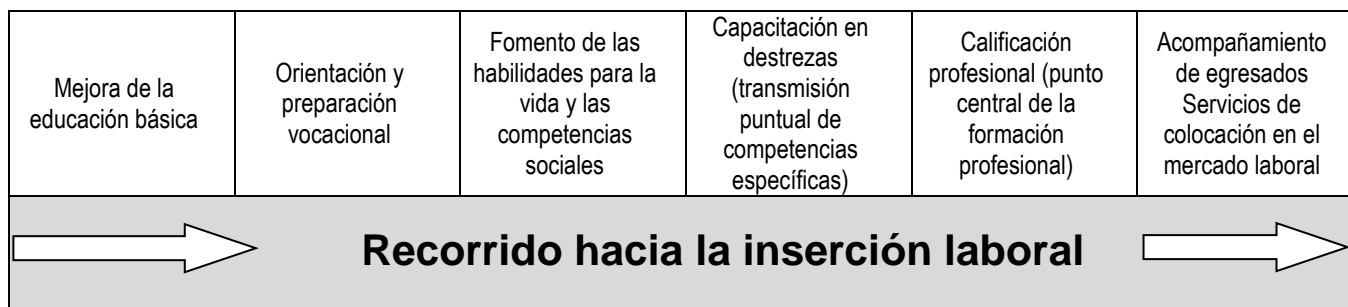 Mejora de la
educación básica
Orientación y
preparación
vocacional
Fomento de las
habilidades para la
vida y las
competencias
sociales
Capacitación en
destrezas
(transmisión
puntual de
competencias
específicas)
Calificación
profesional (punto
central de la
formación
profesional)
Acompañamiento
de egresados
Servicios de
colocación en el
mercado laboral
Recorrido hacia la inserción laboral